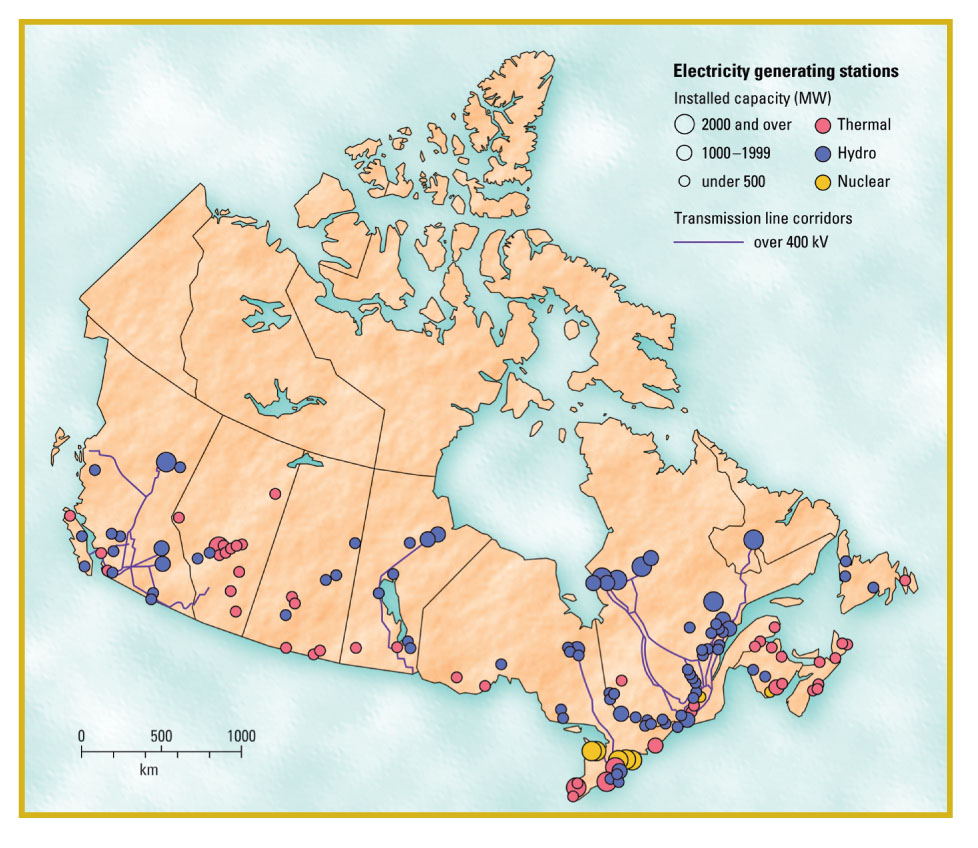 Electricity generating stations
Installed capacity (MW)
2000 and over Thermal
1000–1999 Hydro
under 500 Nuclear
Transmission line corridors
over 400 kV
0 500 1000
km